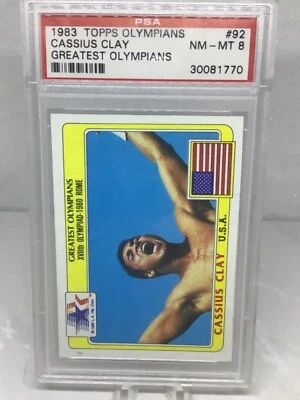 PSA
1983 TOPPS OLYMPIANS #92
CASSIUS CLAY NM-MT 8
GREATEST OLYMPIANS 30081770
GREATEST OLYMPIANS
XVIIth OLYMPIAD-1960 ROME
CASSIUS CLAY U.S.A.